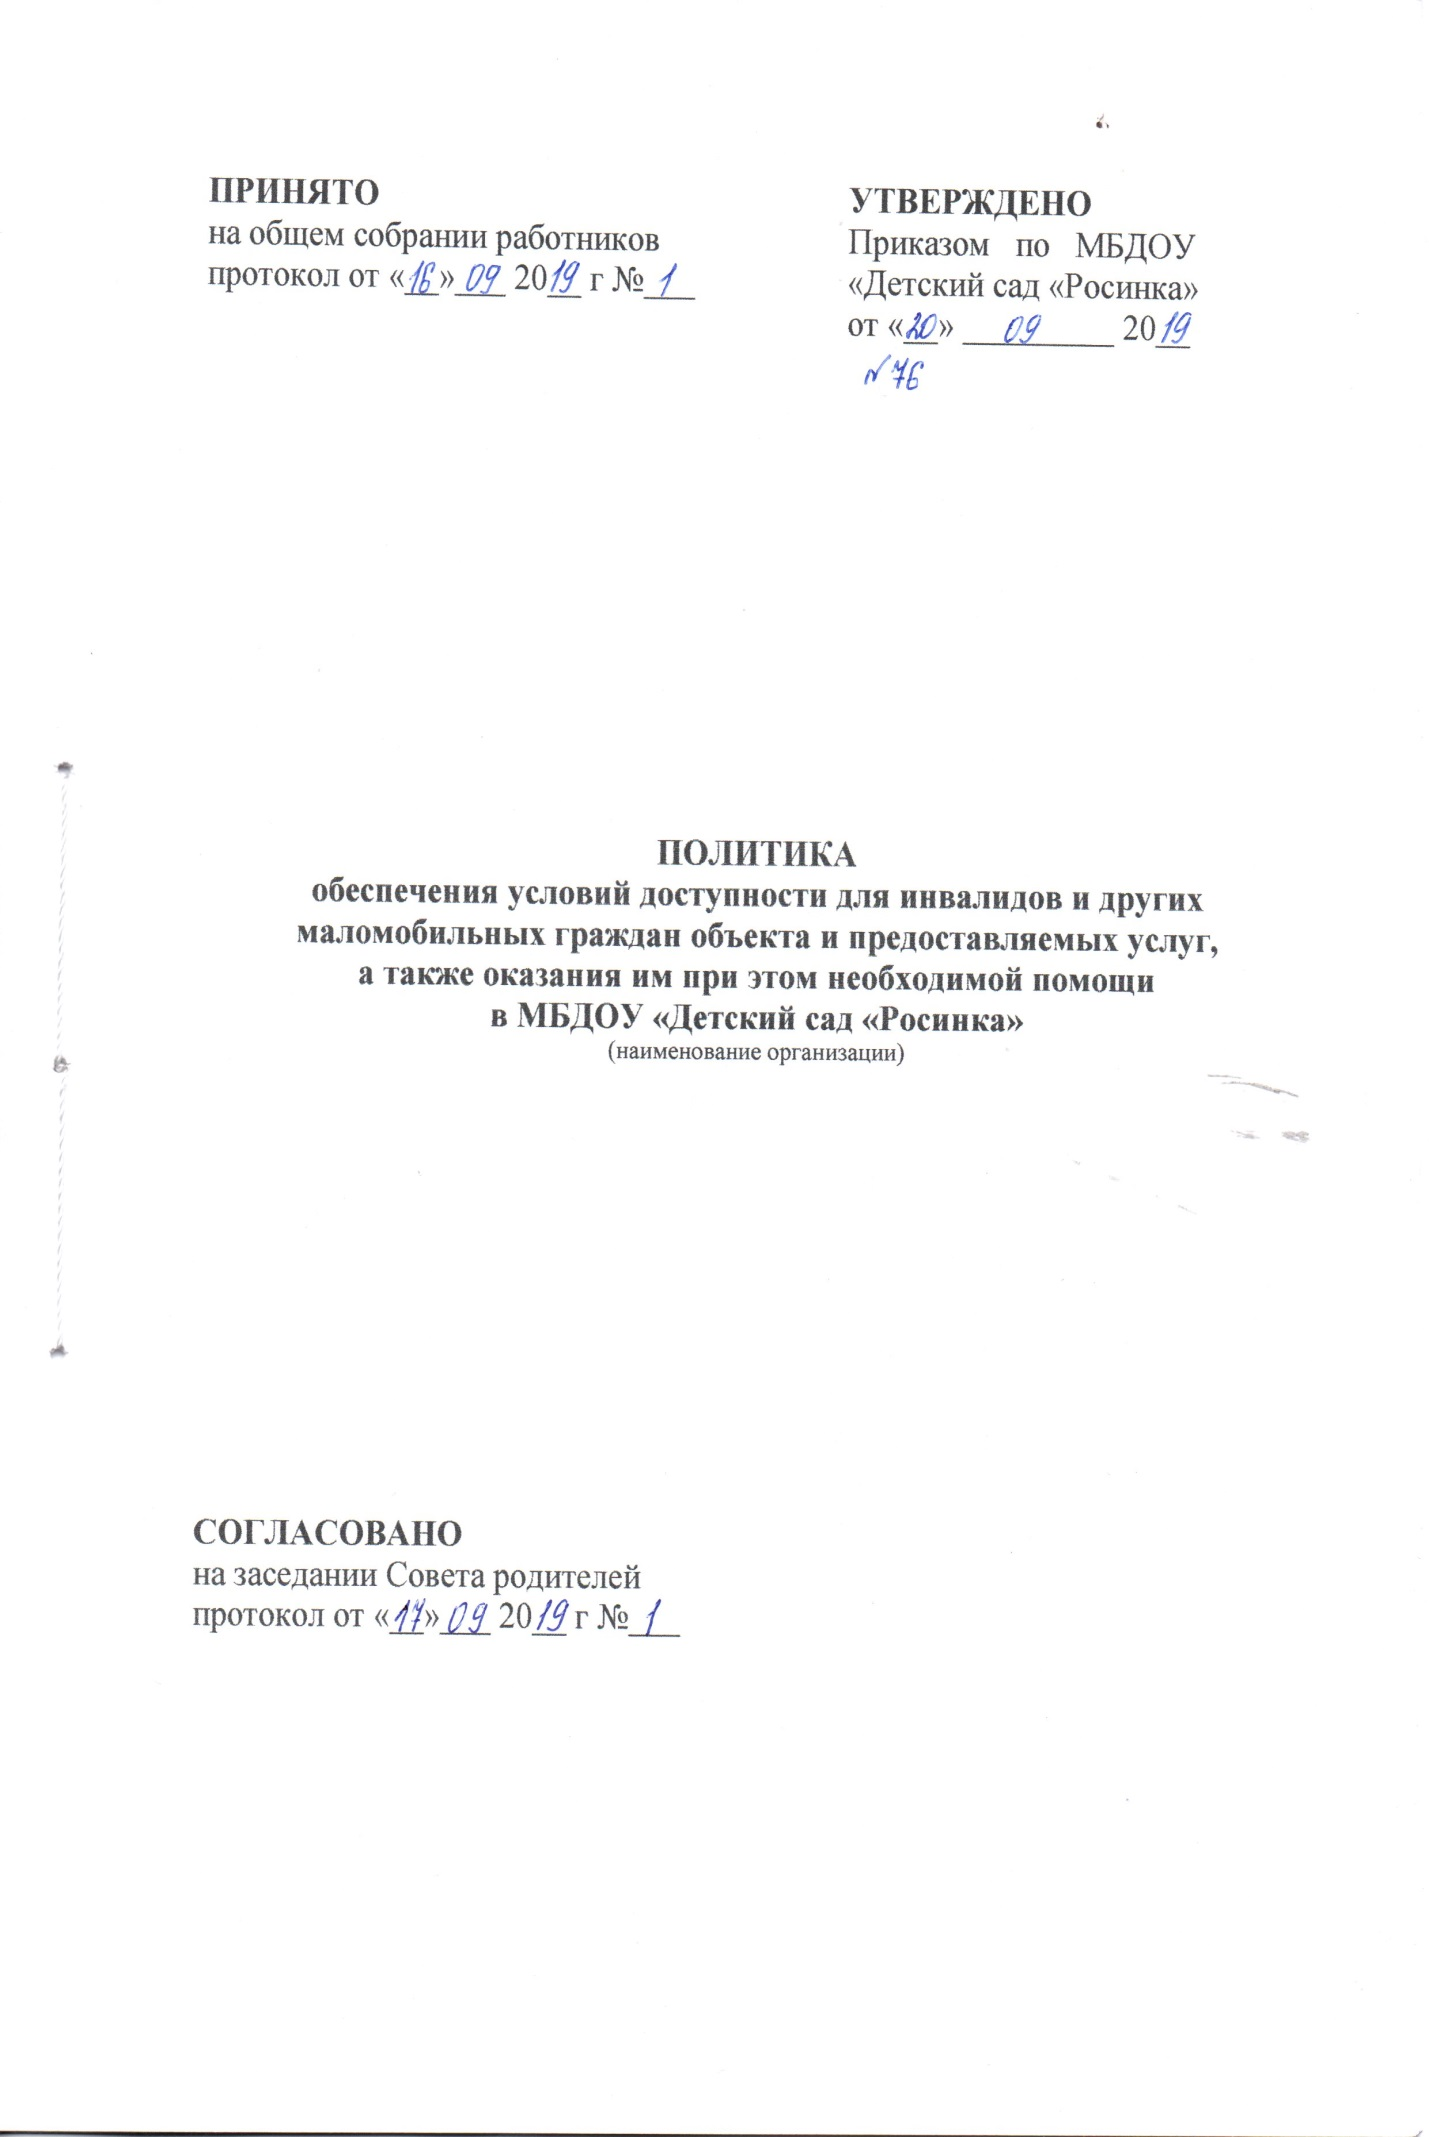 ПРИНЯТО
на общем собрании работников
протокол от «16» 09 2019 г № 1
УТВЕРЖДЕНО
Приказом по МБДОУ
«Детский сад «Росинка»
от «20» 09 2019
№ 76
ПОЛИТИКА
обеспечения условий доступности для инвалидов и других
маломобильных граждан объекта и предоставляемых услуг,
а также оказания им при этом необходимой помощи
в МБДОУ «Детский сад «Росинка»
(наименование организации)
СОГЛАСОВАНО
на заседании Совета родителей
протокол от «17» 09 2019 г № 1